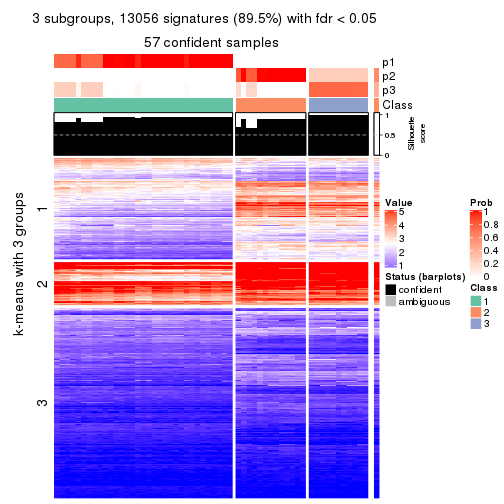 3 subgroups, 13056 signatures (89.5%) with fdr < 0.05
57 confident samples
p1
p2
p3
Class
1
0.5
0
Silhouette
score
k-means with 3 groups
1
2
3
Value
5
4
3
2
1
Status (barplots)
confident
ambiguous
Prob
1
0.8
0.6
0.4
0.2
0
Class
1
2
3